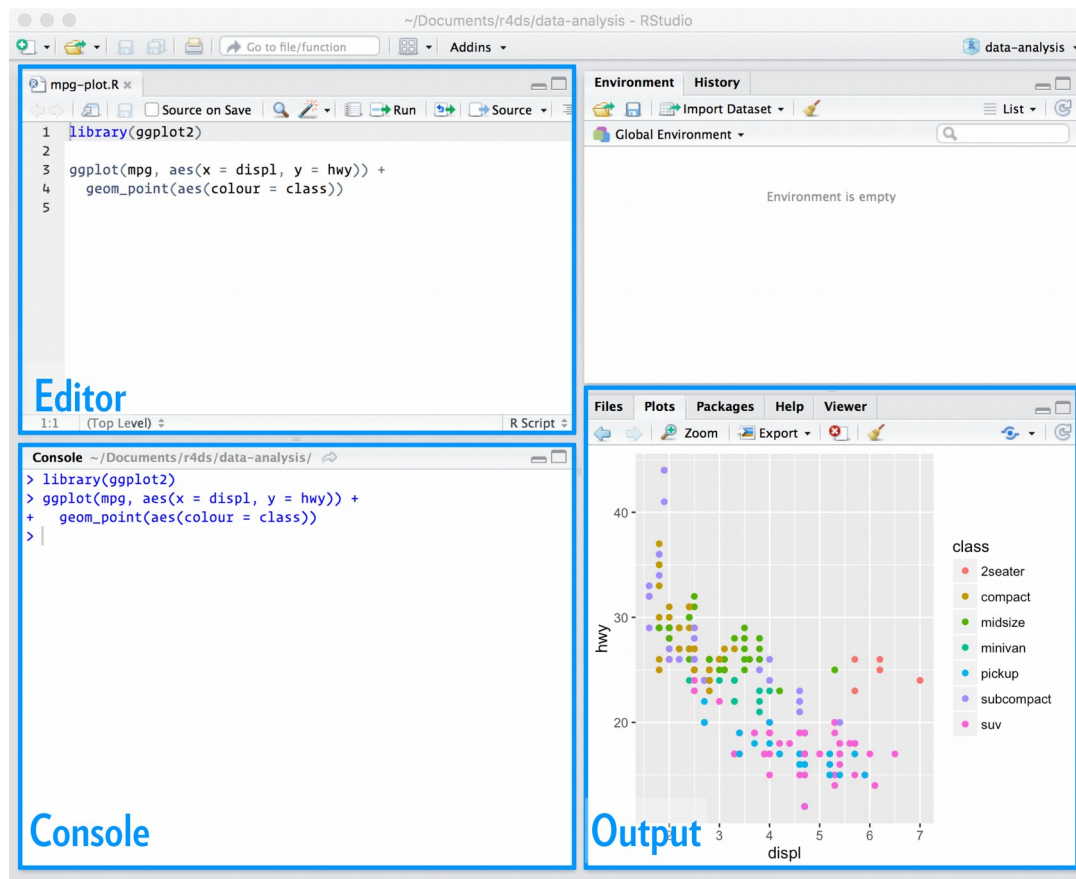 ~/Documents/r4ds/data-analysis - RStudio
Go to file/function
Addins
data-analysis
mpg-plot.R
Source on Save
Run
Source
1 library(ggplot2)
2
3 ggplot(mpg, aes(x = displ, y = hwy)) +
4   geom_point(aes(colour = class))
5
Editor
1:1 (Top Level) R Script
Console ~/Documents/r4ds/data-analysis/
> library(ggplot2)
> ggplot(mpg, aes(x = displ, y = hwy)) +
+   geom_point(aes(colour = class))
>
Console
Environment History
Import Dataset List
Global Environment
Environment is empty
Files Plots Packages Help Viewer
Zoom Export
40
30
20
hwy
2 3 4 5 6 7
displ
class
2seater
compact
midsize
minivan
pickup
subcompact
suv
Output